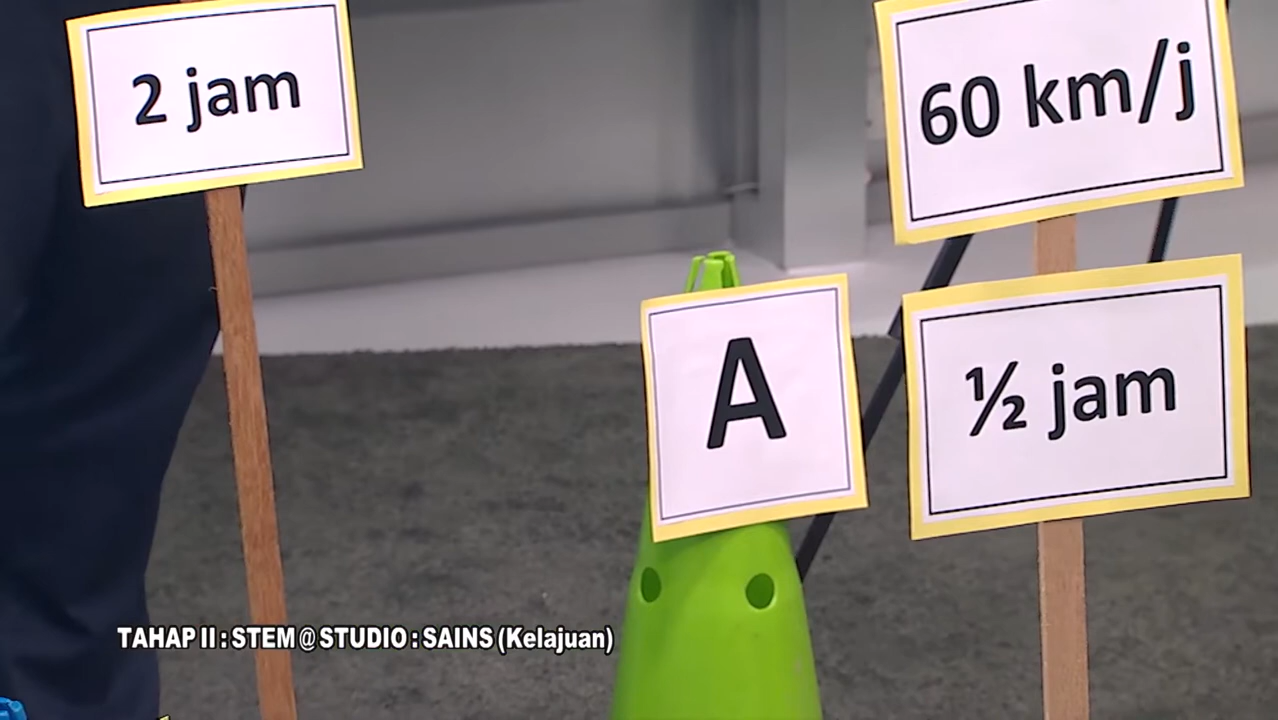 2 jam
60 km/j
A
½ jam
TAHAP II : STEM @ STUDIO : SAINS (Kelajuan)